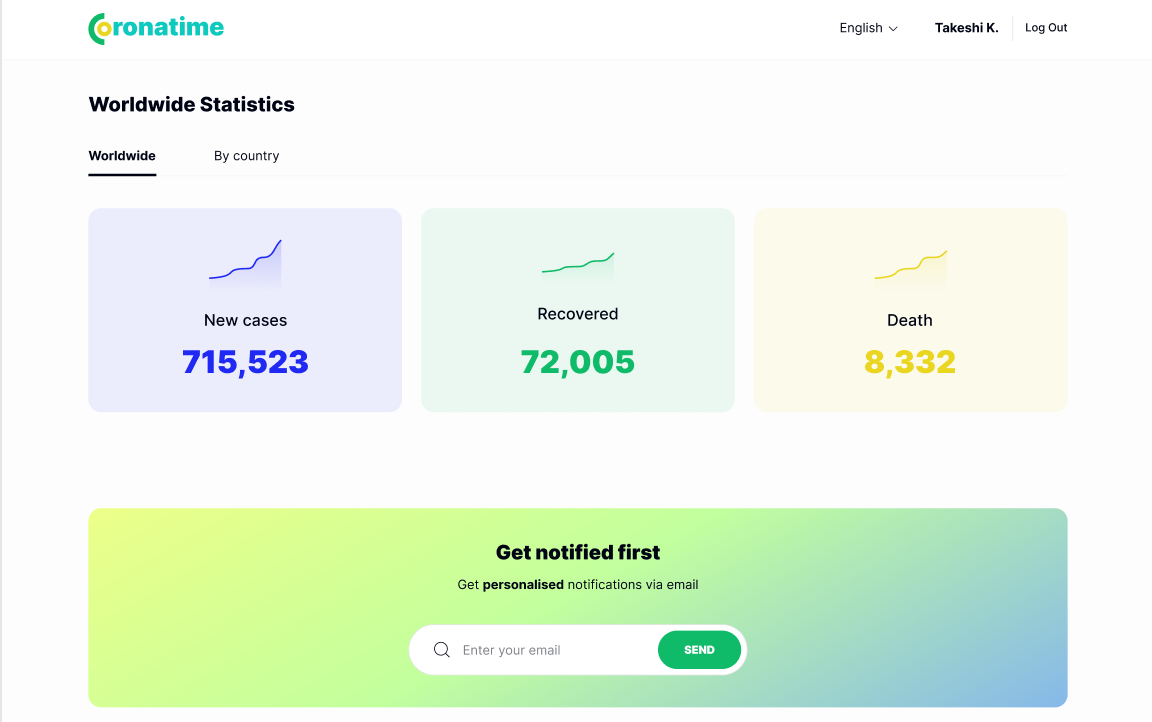 Coronatime
English
Takeshi K.
Log Out
Worldwide Statistics
Worldwide
By country
New cases
715,523
Recovered
72,005
Death
8,332
Get notified first
Get personalised notifications via email
Enter your email
SEND